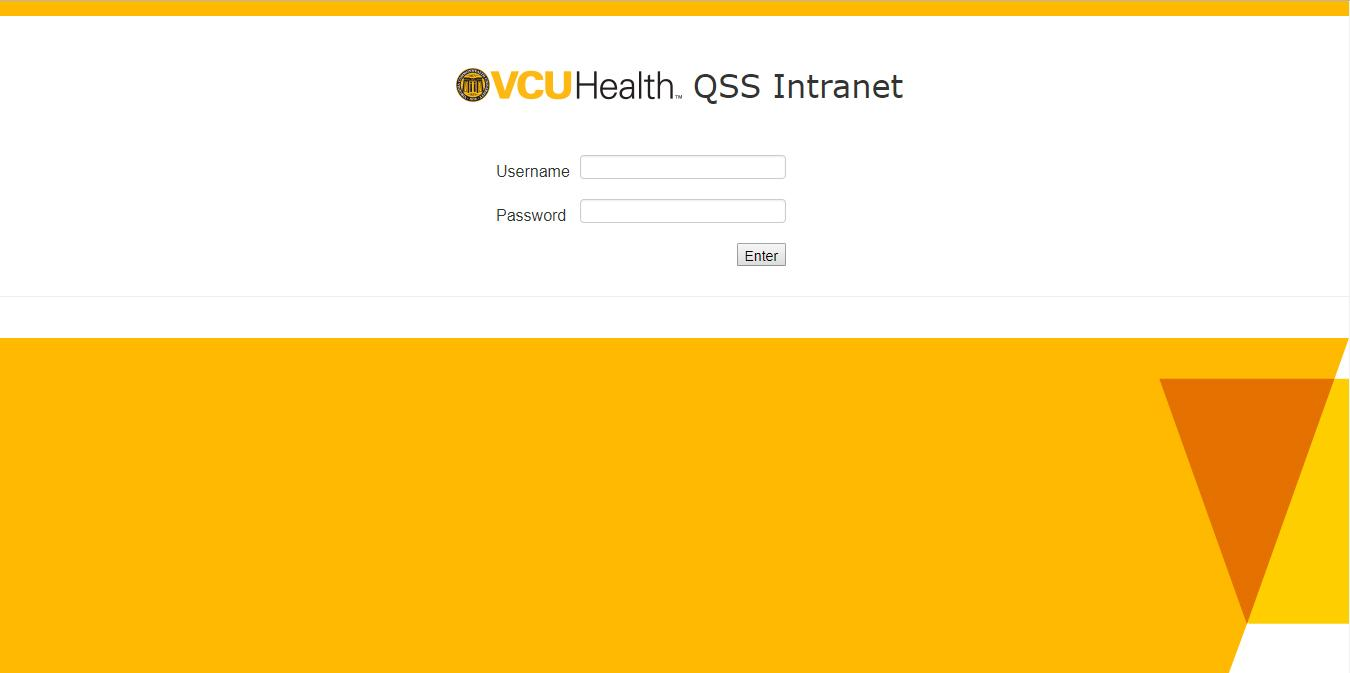 VCUHealth™ QSS Intranet
Username
Password
Enter